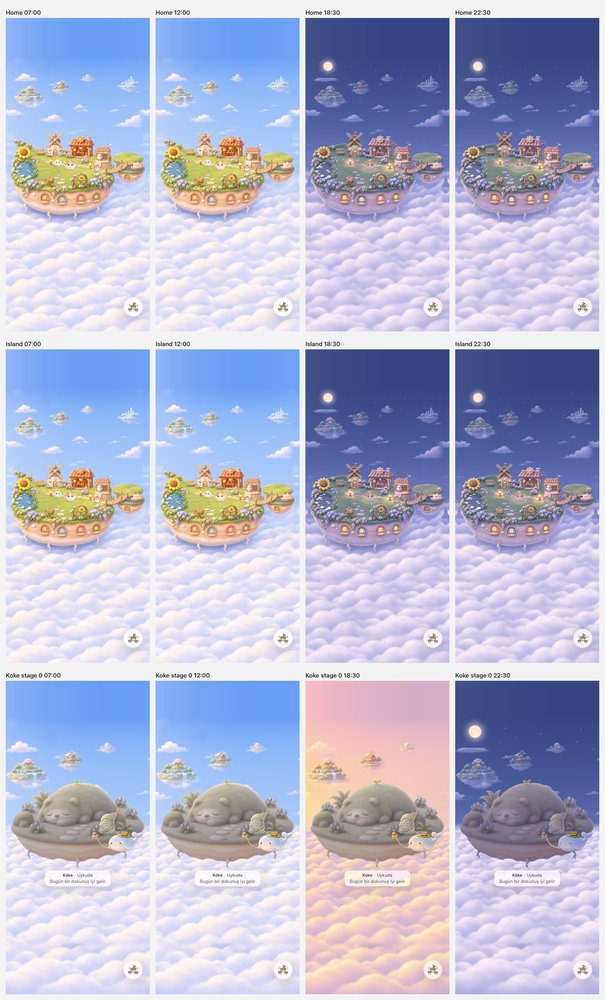 Home 07:00
Home 12:00
Home 18:30
Home 22:30
Island 07:00
Island 12:00
Island 18:30
Island 22:30
Koke stage 0 07:00
Koke stage 0 12:00
Koke stage 0 18:30
Koke stage 0 22:30
Köke · Uykuda
Bugün bir dokunuş iyi gelir
Köke · Uykuda
Bugün bir dokunuş iyi gelir
Köke · Uykuda
Bugün bir dokunuş iyi gelir
Köke · Uykuda
Bugün bir dokunuş iyi gelir